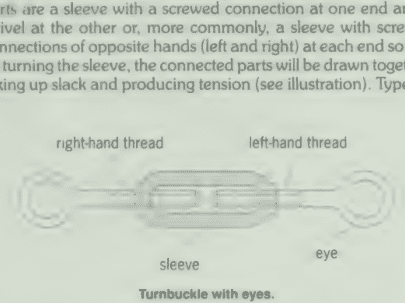 rts are a sleeve with a screwed connection at one end an
ivel at the other or, more commonly, a sleeve with scre
nnections of opposite hands (left and right) at each end so
turning the sleeve, the connected parts will be drawn toget
king up slack and producing tension (see illustration). Type
right-hand thread left-hand thread
sleeve
eye
Turnbuckle with eyes.